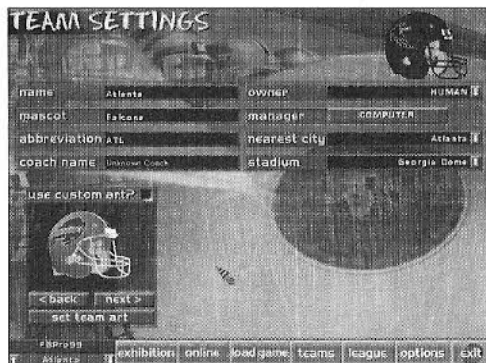 TEAM SETTINGS
name Atlanta owner HUMAN
mascot Falcons manager COMPUTER
abbreviation ATL nearest city Atlanta
coach name Unknown Coach stadium Georgia Dome
use custom art?
< back next >
set team art
FBPro99
Atlanta
exhibition online load game teams league options exit